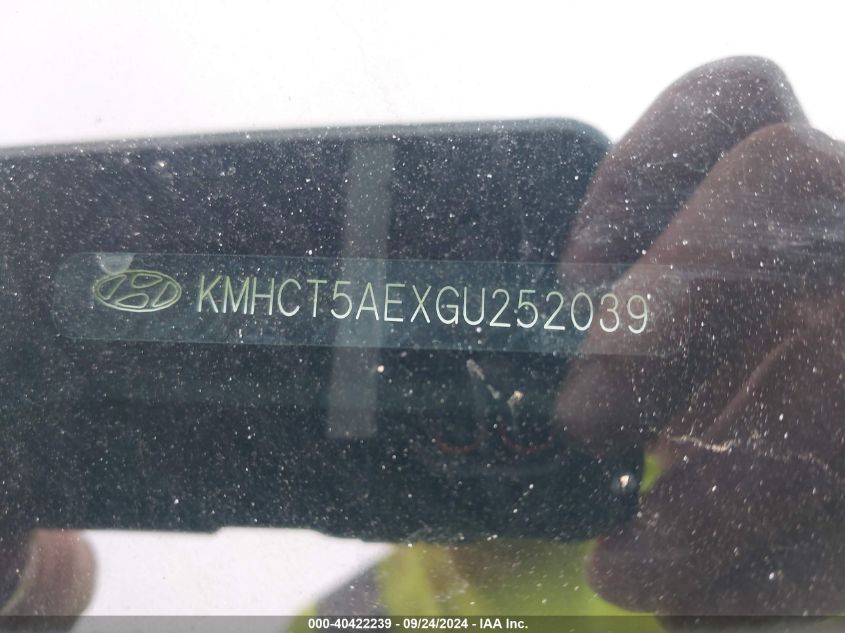 KMHCT5AEXGU252039
000-40422239 - 09/24/2024 - IAA Inc.